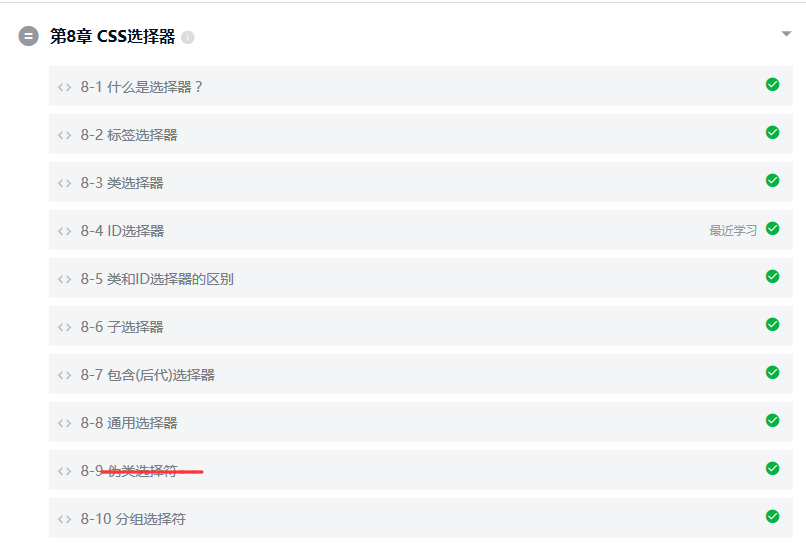 第8章 CSS选择器
8-1 什么是选择器？
8-2 标签选择器
8-3 类选择器
8-4 ID选择器 最近学习
8-5 类和ID选择器的区别
8-6 子选择器
8-7 包含(后代)选择器
8-8 通用选择器
8-9 伪类选择符
8-10 分组选择符